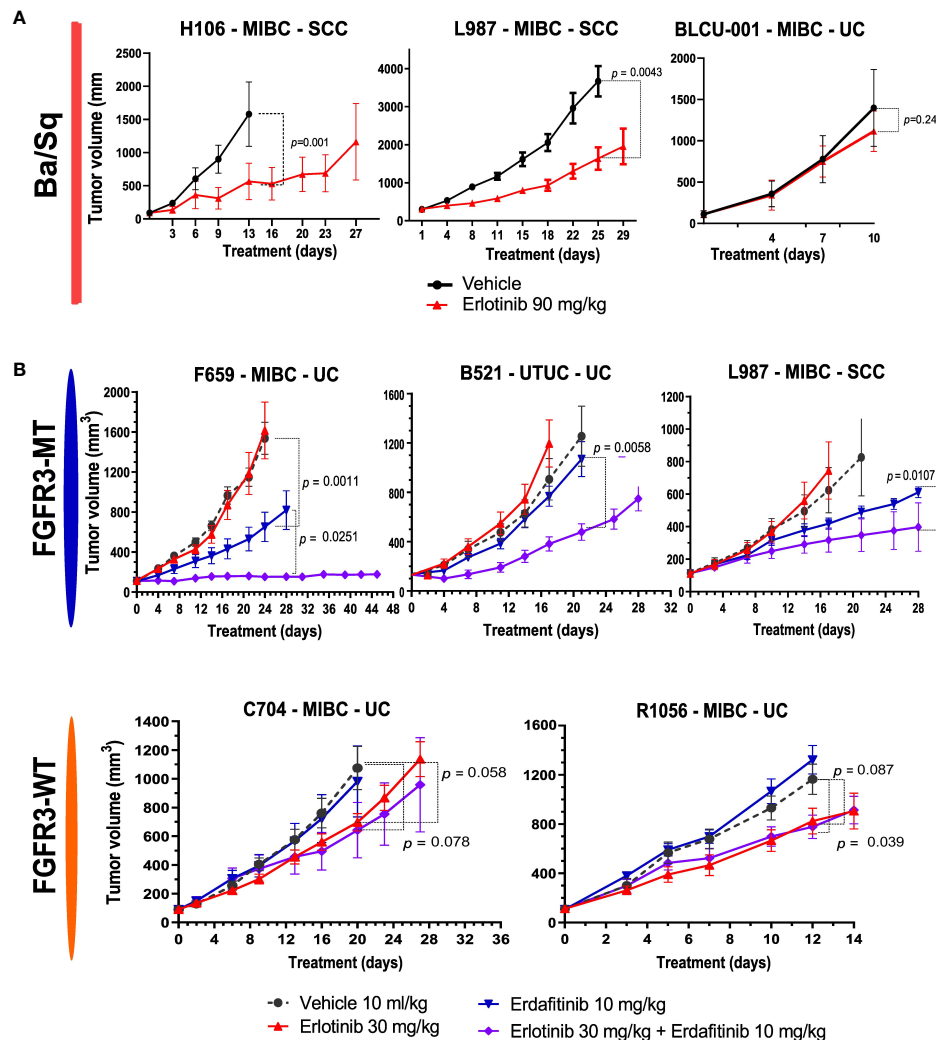 A
Ba/Sq
H106 - MIBC - SCC
Tumor volume (mm
2500
2000
1500
1000
500
0
p=0.001
3 6 9 13 16 20 23 27
Treatment (days)
L987 - MIBC - SCC
4000
3000
2000
1000
0
p = 0.0043
1 4 8 11 15 18 22 25 29
Treatment (days)
BLCU-001 - MIBC - UC
2000
1500
1000
500
0
p=0.24
4 7 10
Treatment (days)
Vehicle
Erlotinib 90 mg/kg
B
FGFR3-MT
F659 - MIBC - UC
Tumor volume (mm³)
2000
1600
1200
800
400
0
p = 0.0011
p = 0.0251
0 4 8 12 16 20 24 28 32 36 40 44 48
Treatment (days)
B521 - UTUC - UC
1600
1200
800
400
0
p = 0.0058
0 4 8 12 16 20 24 28 32
Treatment (days)
L987 - MIBC - SCC
1200
1000
800
600
400
200
0
p = 0.0107
0 4 8 12 16 20 24 28
Treatment (days)
FGFR3-WT
C704 - MIBC - UC
Tumor volume (mm³)
1400
1200
1000
800
600
400
200
0
p = 0.058
p = 0.078
0 4 8 12 16 20 24 28 32 36
Treatment (days)
R1056 - MIBC - UC
1600
1200
800
400
0
p = 0.087
p = 0.039
0 2 4 6 8 10 12 14
Treatment (days)
Vehicle 10 ml/kg
Erlotinib 30 mg/kg
Erdafitinib 10 mg/kg
Erlotinib 30 mg/kg + Erdafitinib 10 mg/kg